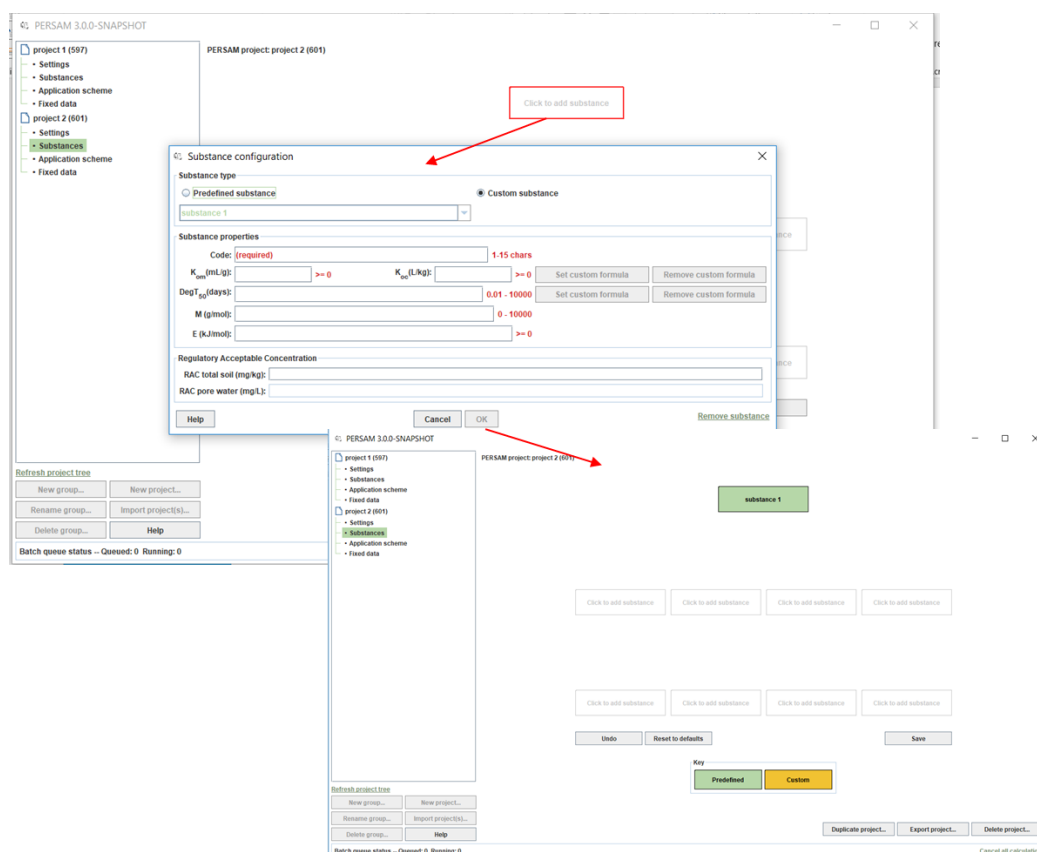 PERSAM 3.0.0-SNAPSHOT
project 1 (597)
PERSAM project: project 2 (601)
• Settings
• Substances
• Application scheme
• Fixed data
project 2 (601)
• Settings
• Substances
• Application scheme
• Fixed data
Click to add substance
Substance configuration
Substance type
Predefined substance
Custom substance
substance 1
Substance properties
Code: (required) 1-15 chars
Kom(mL/g): >= 0 Koc(L/kg): >= 0 Set custom formula Remove custom formula
DegT50(days): 0.01 - 10000 Set custom formula Remove custom formula
M (g/mol): 0 - 10000
E (kJ/mol): >= 0
Regulatory Acceptable Concentration
RAC total soil (mg/kg):
RAC pore water (mg/L):
Help Cancel OK Remove substance
Refresh project tree
New group... New project...
Rename group... Import project(s)...
Delete group... Help
Batch queue status -- Queued: 0 Running: 0
PERSAM 3.0.0-SNAPSHOT
project 1 (597)
PERSAM project: project 2 (601)
• Settings
• Substances
• Application scheme
• Fixed data
project 2 (601)
• Settings
• Substances
• Application scheme
• Fixed data
substance 1
Click to add substance Click to add substance Click to add substance Click to add substance
Click to add substance Click to add substance Click to add substance Click to add substance
Undo Reset to defaults Save
Key
Predefined Custom
Refresh project tree
New group... New project...
Rename group... Import project(s)...
Delete group... Help
Duplicate project... Export project... Delete project...
Batch queue status -- Queued: 0 Running: 0